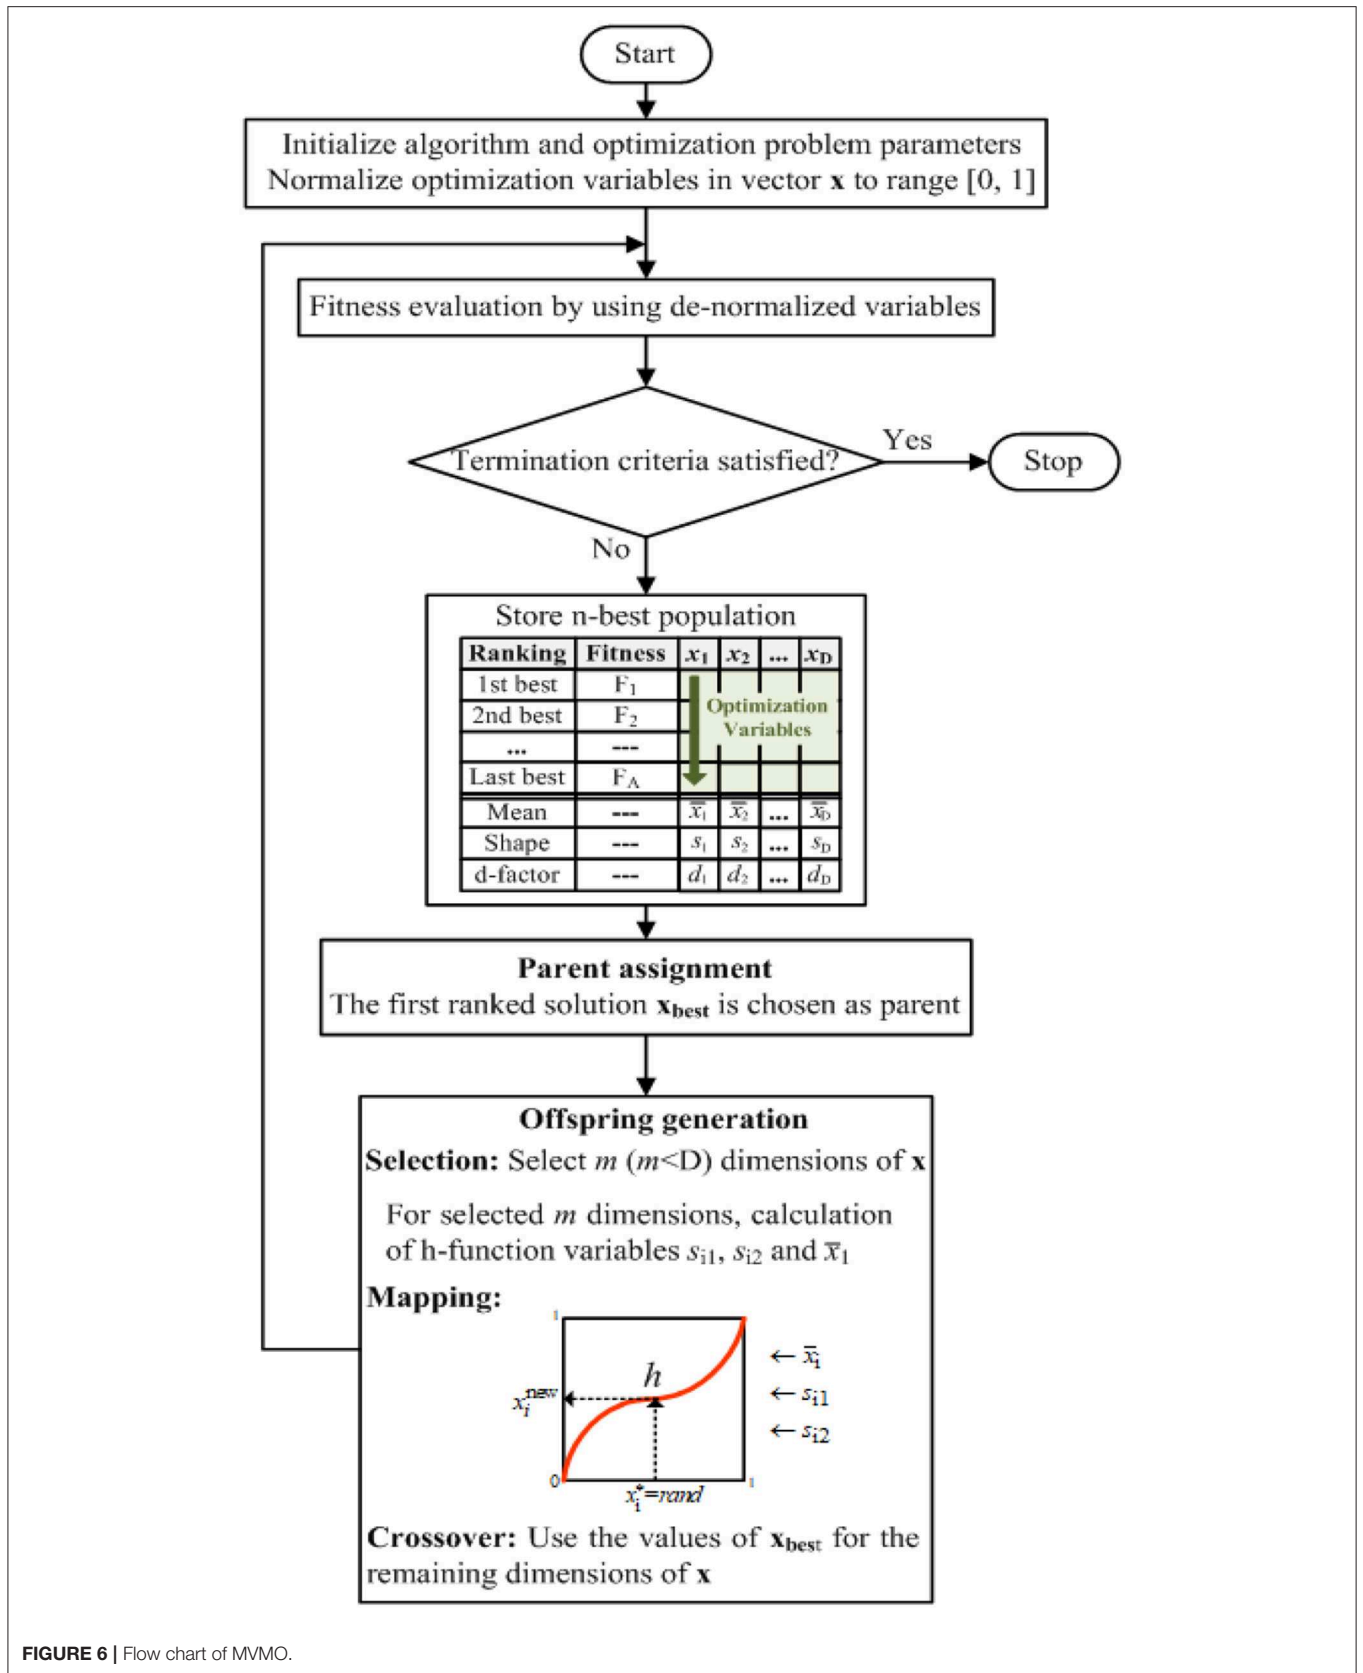 Start
Initialize algorithm and optimization problem parameters
Normalize optimization variables in vector x to range [0, 1]
Fitness evaluation by using de-normalized variables
Termination criteria satisfied?
Yes
Stop
No
Store n-best population
Ranking Fitness x1 x2 ... xD
1st best F1
2nd best F2
... ---
Last best FA
Optimization
Variables
Mean --- x̅1 x̅2 ... x̅D
Shape --- s1 s2 ... sD
d-factor --- d1 d2 ... dD
Parent assignment
The first ranked solution xbest is chosen as parent
Offspring generation
Selection: Select m (m<D) dimensions of x
For selected m dimensions, calculation
of h-function variables si1, si2 and x̅1
Mapping:
1
h
xi^new
0
1
xi*=rand
← x̅i
← si1
← si2
Crossover: Use the values of xbest for the
remaining dimensions of x
FIGURE 6 | Flow chart of MVMO.